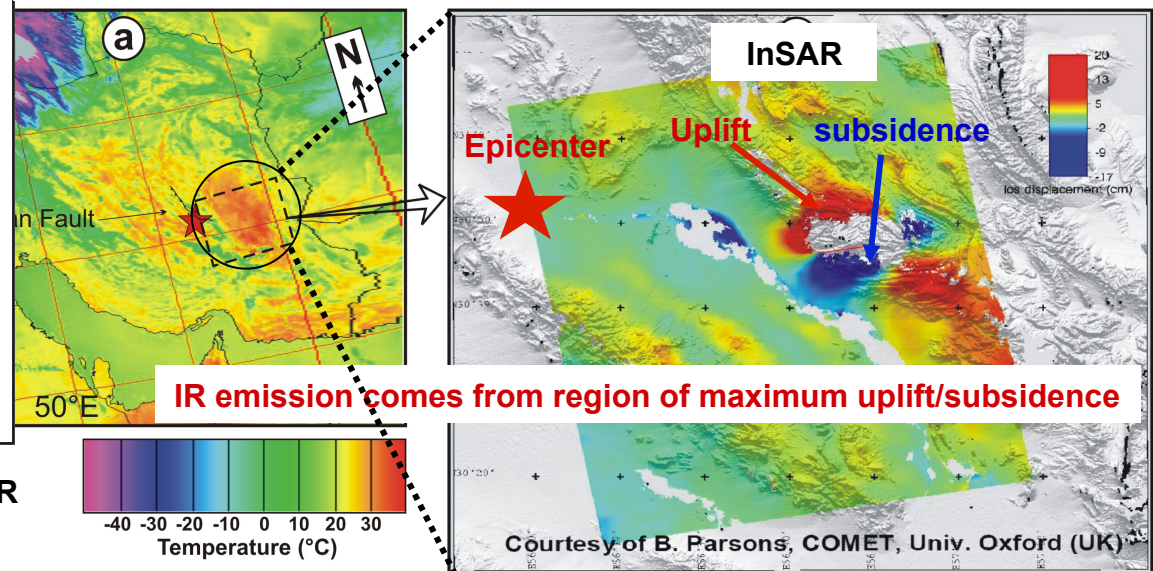 a
N
an Fault
50°E
R
-40 -30 -20 -10 0 10 20 30
Temperature (°C)
InSAR
Epicenter
Uplift
subsidence
20
13
5
-2
-9
-17
los displacement (cm)
IR emission comes from region of maximum uplift/subsidence
N30°20'
Courtesy of B. Parsons, COMET, Univ. Oxford (UK)